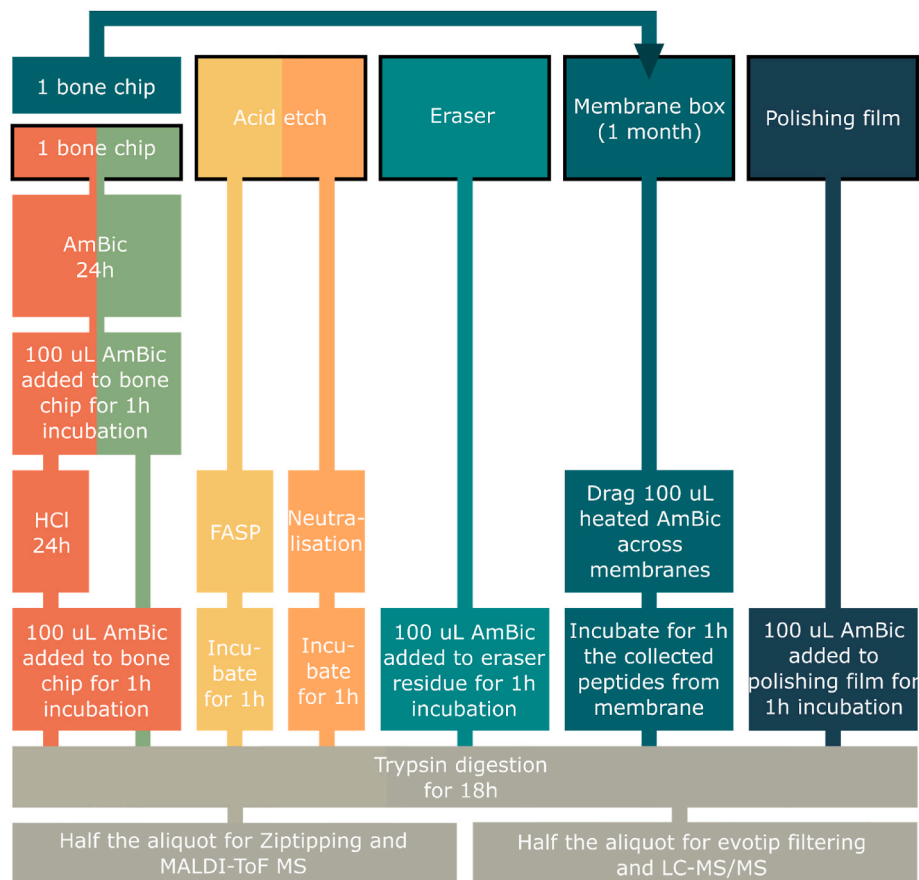 1 bone chip
1 bone chip
AmBic
24h
100 uL AmBic
added to bone
chip for 1h
incubation
HCl
24h
100 uL AmBic
added to bone
chip for 1h
incubation
Acid etch
FASP
Incu-
bate
for 1h
Neutra-
lisation
Incu-
bate
for 1h
Eraser
100 uL AmBic
added to eraser
residue for 1h
incubation
Membrane box
(1 month)
Drag 100 uL
heated AmBic
across
membranes
Incubate for 1h
the collected
peptides from
membrane
Polishing film
100 uL AmBic
added to
polishing film for
1h incubation
Trypsin digestion
for 18h
Half the aliquot for Ziptipping and
MALDI-ToF MS
Half the aliquot for evotip filtering
and LC-MS/MS